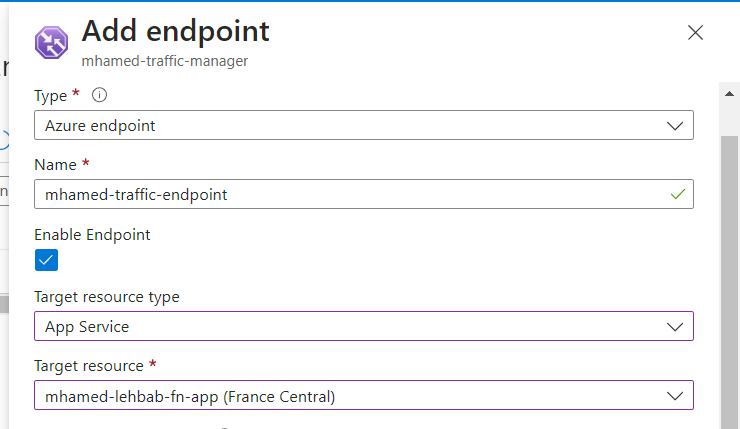 Add endpoint
mhamed-traffic-manager
Type *
Azure endpoint
Name *
mhamed-traffic-endpoint
Enable Endpoint
Target resource type
App Service
Target resource *
mhamed-lehbab-fn-app (France Central)